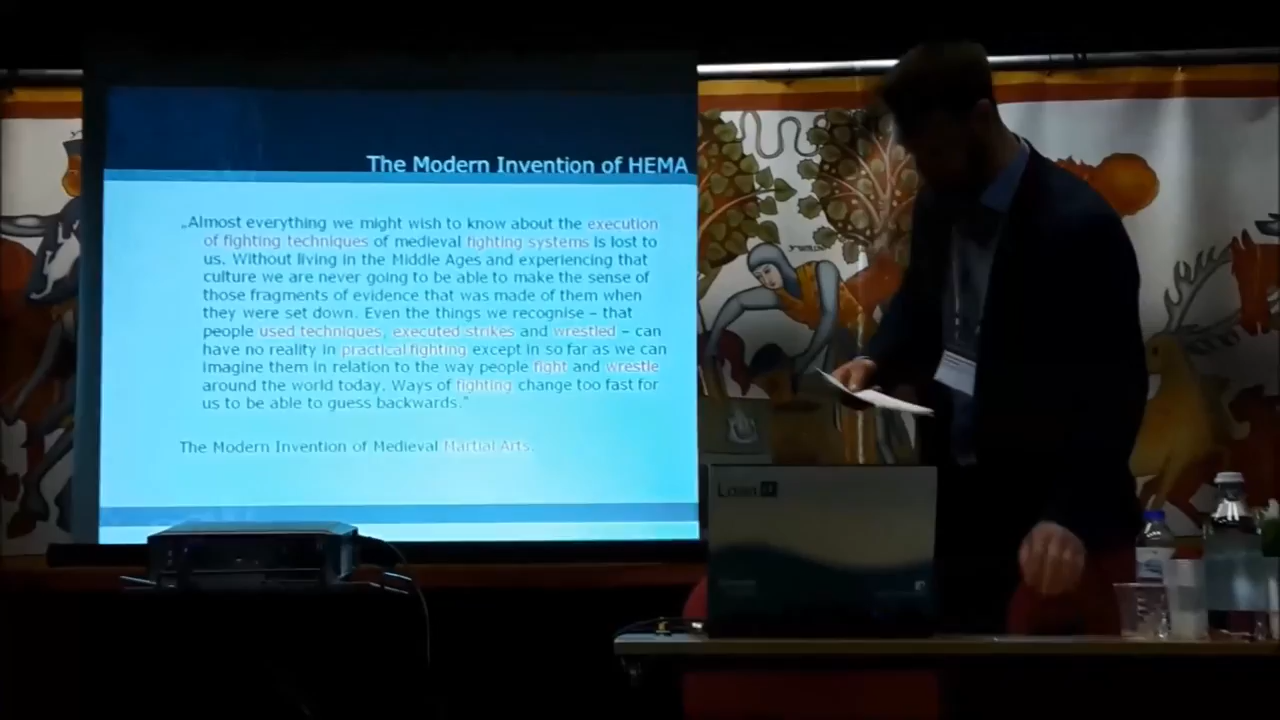 The Modern Invention of HEMA
„Almost everything we might wish to know about the execution
of fighting techniques of medieval fighting systems is lost to
us. Without living in the Middle Ages and experiencing that
culture we are never going to be able to make the sense of
those fragments of evidence that was made of them when
they were set down. Even the things we recognise – that
people used techniques, executed strikes and wrestled – can
have no reality in practical fighting except in so far as we can
imagine them in relation to the way people fight and wrestle
around the world today. Ways of fighting change too fast for
us to be able to guess backwards.“
The Modern Invention of Medieval Martial Arts.